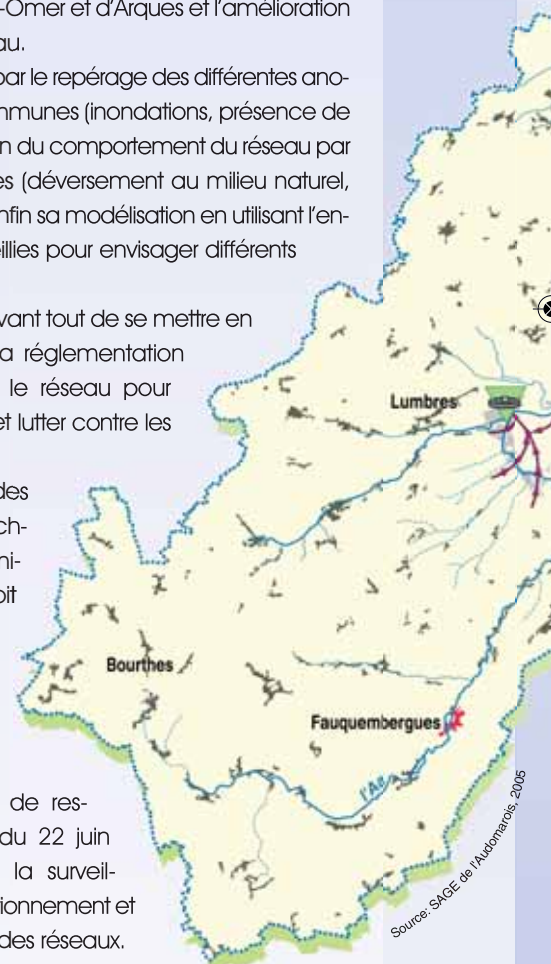 -Omer et d'Arques et l'amélioration
au.
par le repérage des différentes ano-
mmunes (inondations, présence de
n du comportement du réseau par
es (déversement au milieu naturel,
nfin sa modélisation en utilisant l'en-
eillies pour envisager différents
vant tout de se mettre en
a réglementation
le réseau pour
et lutter contre les
des
ch-
ni-
oit
de res-
du 22 juin
la surveil-
ionnement et
des réseaux.
Lumbres
Bourthes
Fauquembergues
l'Aa
Source: SAGE de l'Audomarois, 2005